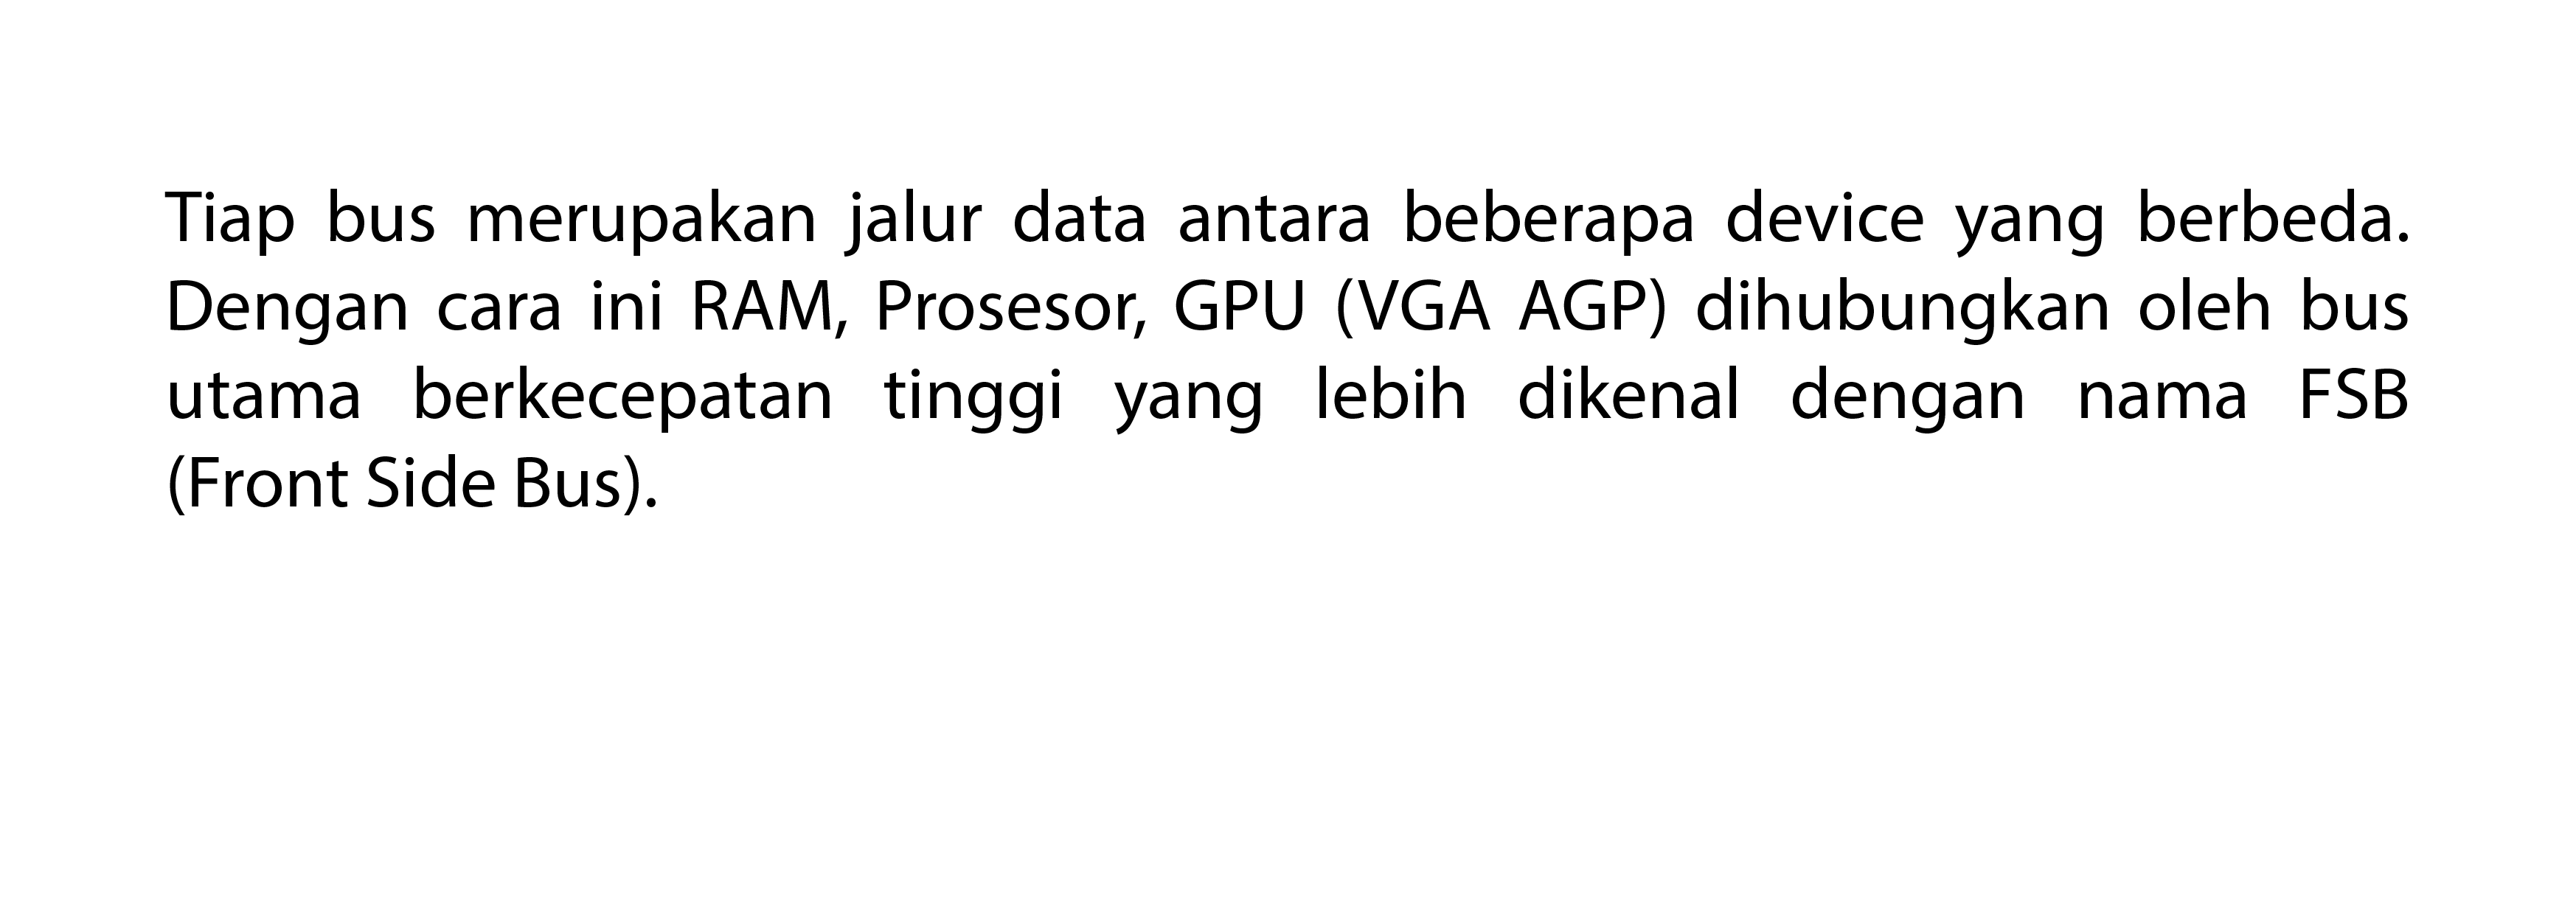 Tiap bus merupakan jalur data antara beberapa device yang berbeda.
Dengan cara ini RAM, Prosesor, GPU (VGA AGP) dihubungkan oleh bus
utama berkecepatan tinggi yang lebih dikenal dengan nama FSB
(Front Side Bus).